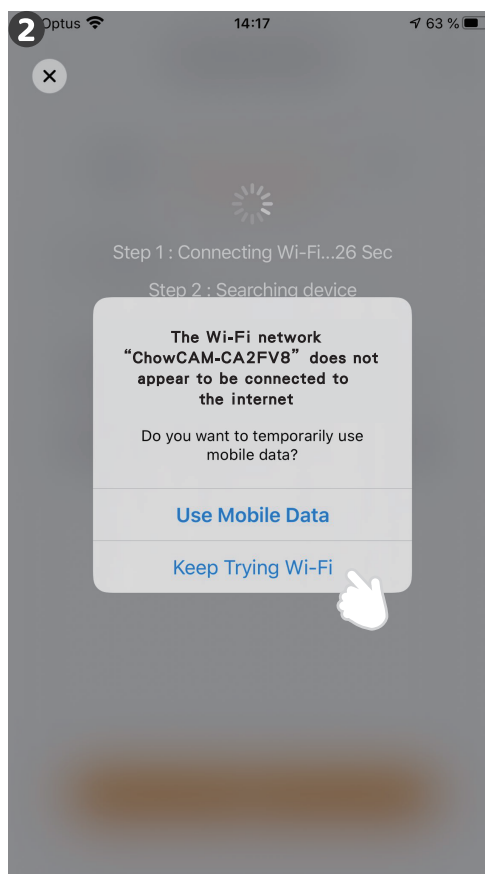 2
Optus 14:17 63 %
Step 1 : Connecting Wi-Fi...26 Sec
Step 2 : Searching device
The Wi-Fi network
“ChowCAM-CA2FV8” does not
appear to be connected to
the internet
Do you want to temporarily use
mobile data?
Use Mobile Data
Keep Trying Wi-Fi